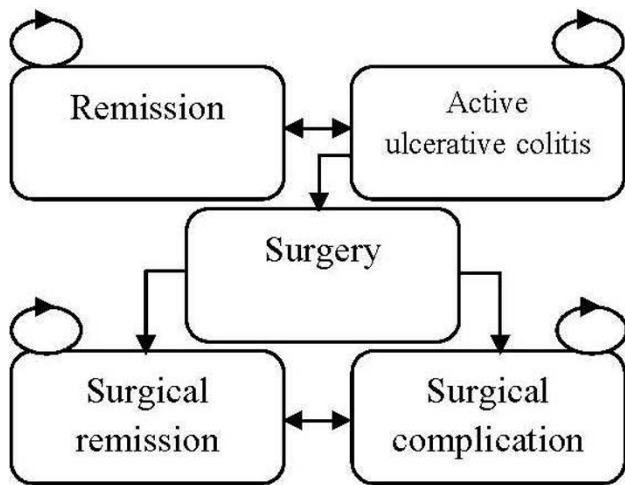 Remission
Active
ulcerative colitis
Surgery
Surgical
remission
Surgical
complication